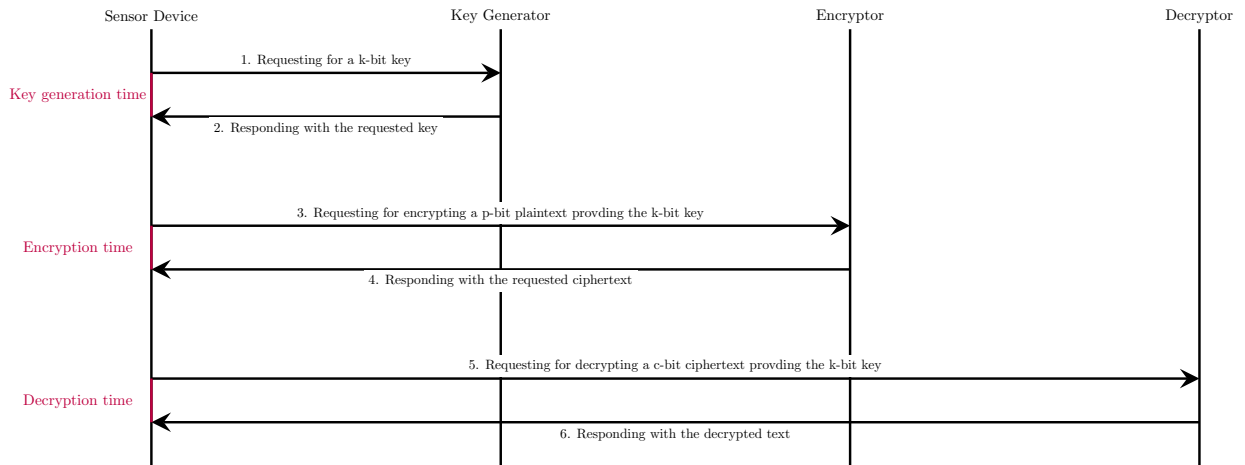 Sensor Device
Key Generator
Encryptor
Decryptor
1. Requesting for a k-bit key
Key generation time
2. Responding with the requested key
3. Requesting for encrypting a p-bit plaintext provding the k-bit key
Encryption time
4. Responding with the requested ciphertext
5. Requesting for decrypting a c-bit ciphertext provding the k-bit key
Decryption time
6. Responding with the decrypted text